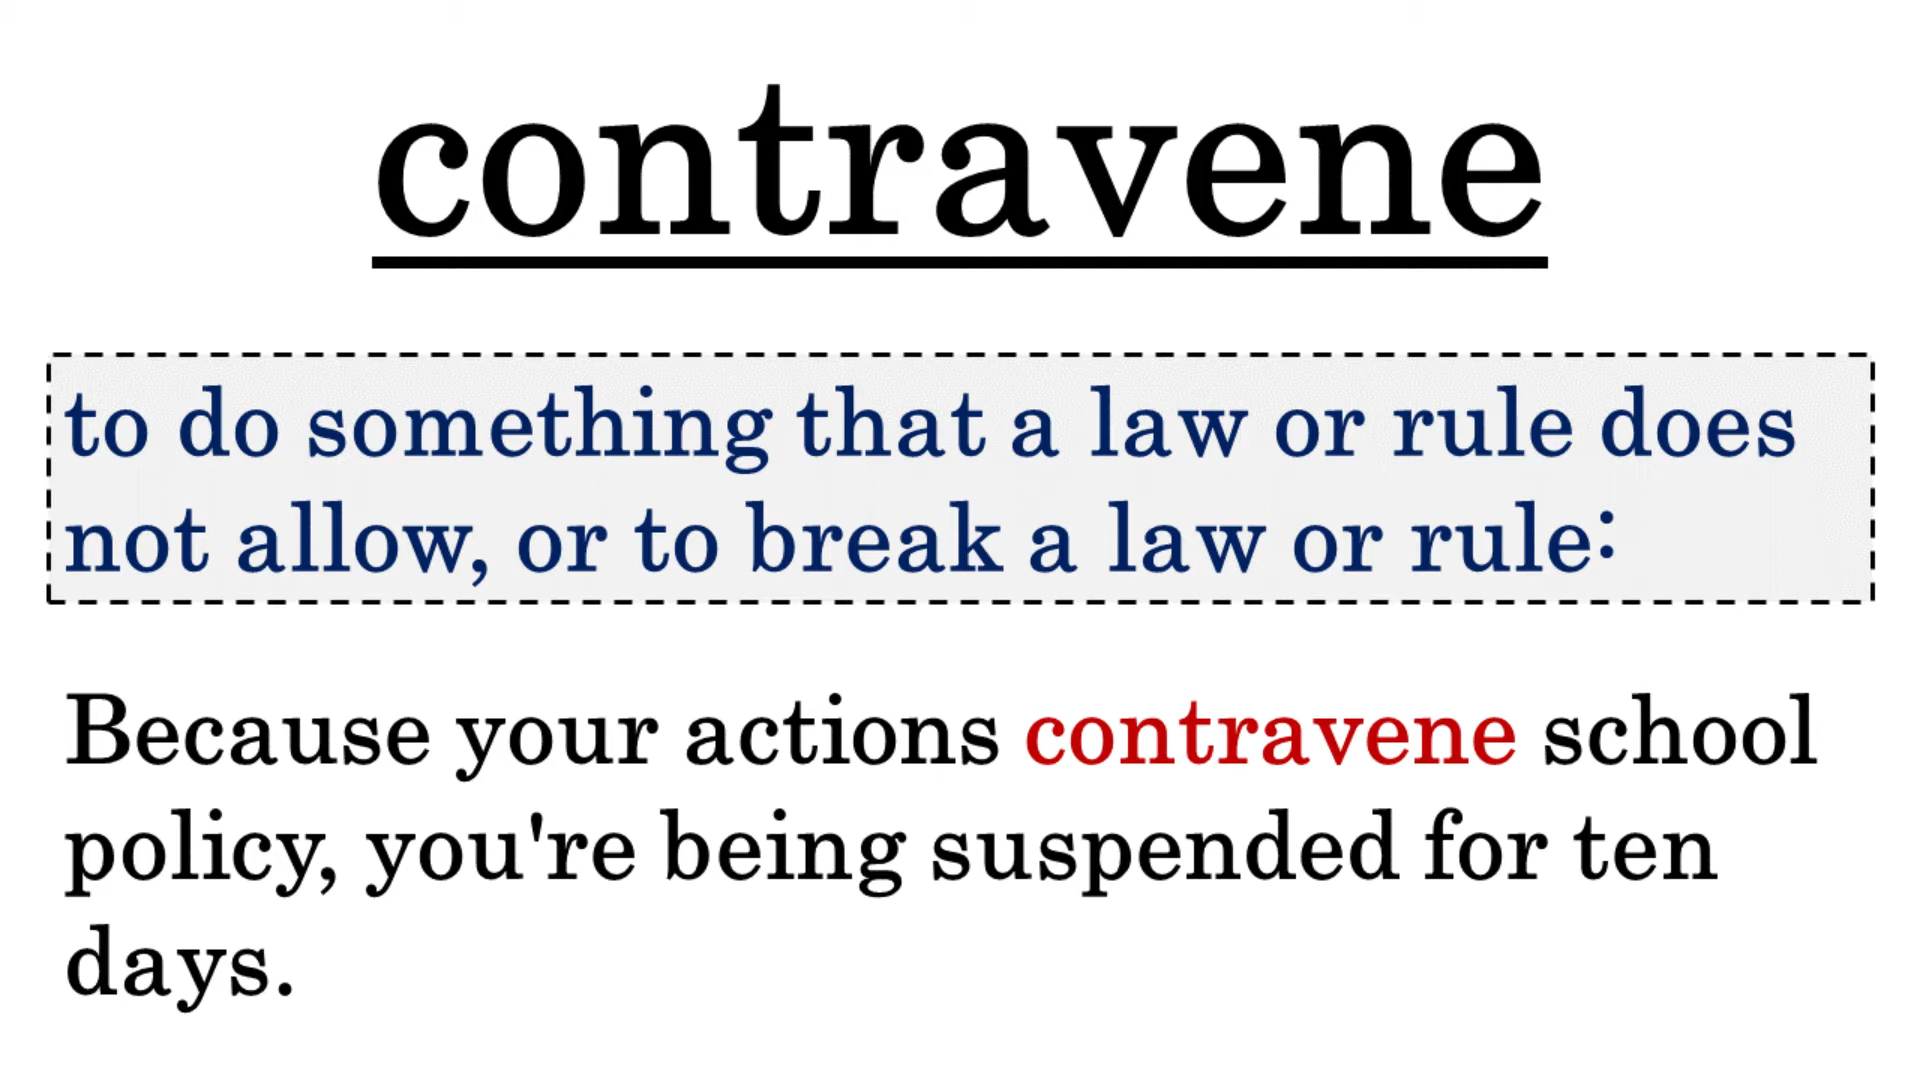 contravene
to do something that a law or rule does
not allow, or to break a law or rule:
Because your actions contravene school
policy, you're being suspended for ten
days.